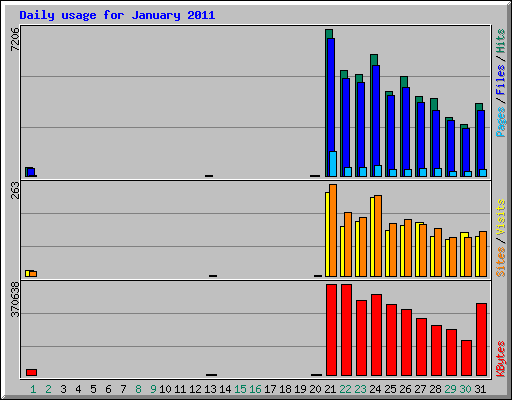 Daily usage for January 2011
7206
Pages / Files / Hits
263
Sites / Visits
370638
KBytes
1 2 3 4 5 6 7 8 9 10 11 12 13 14 15 16 17 18 19 20 21 22 23 24 25 26 27 28 29 30 31